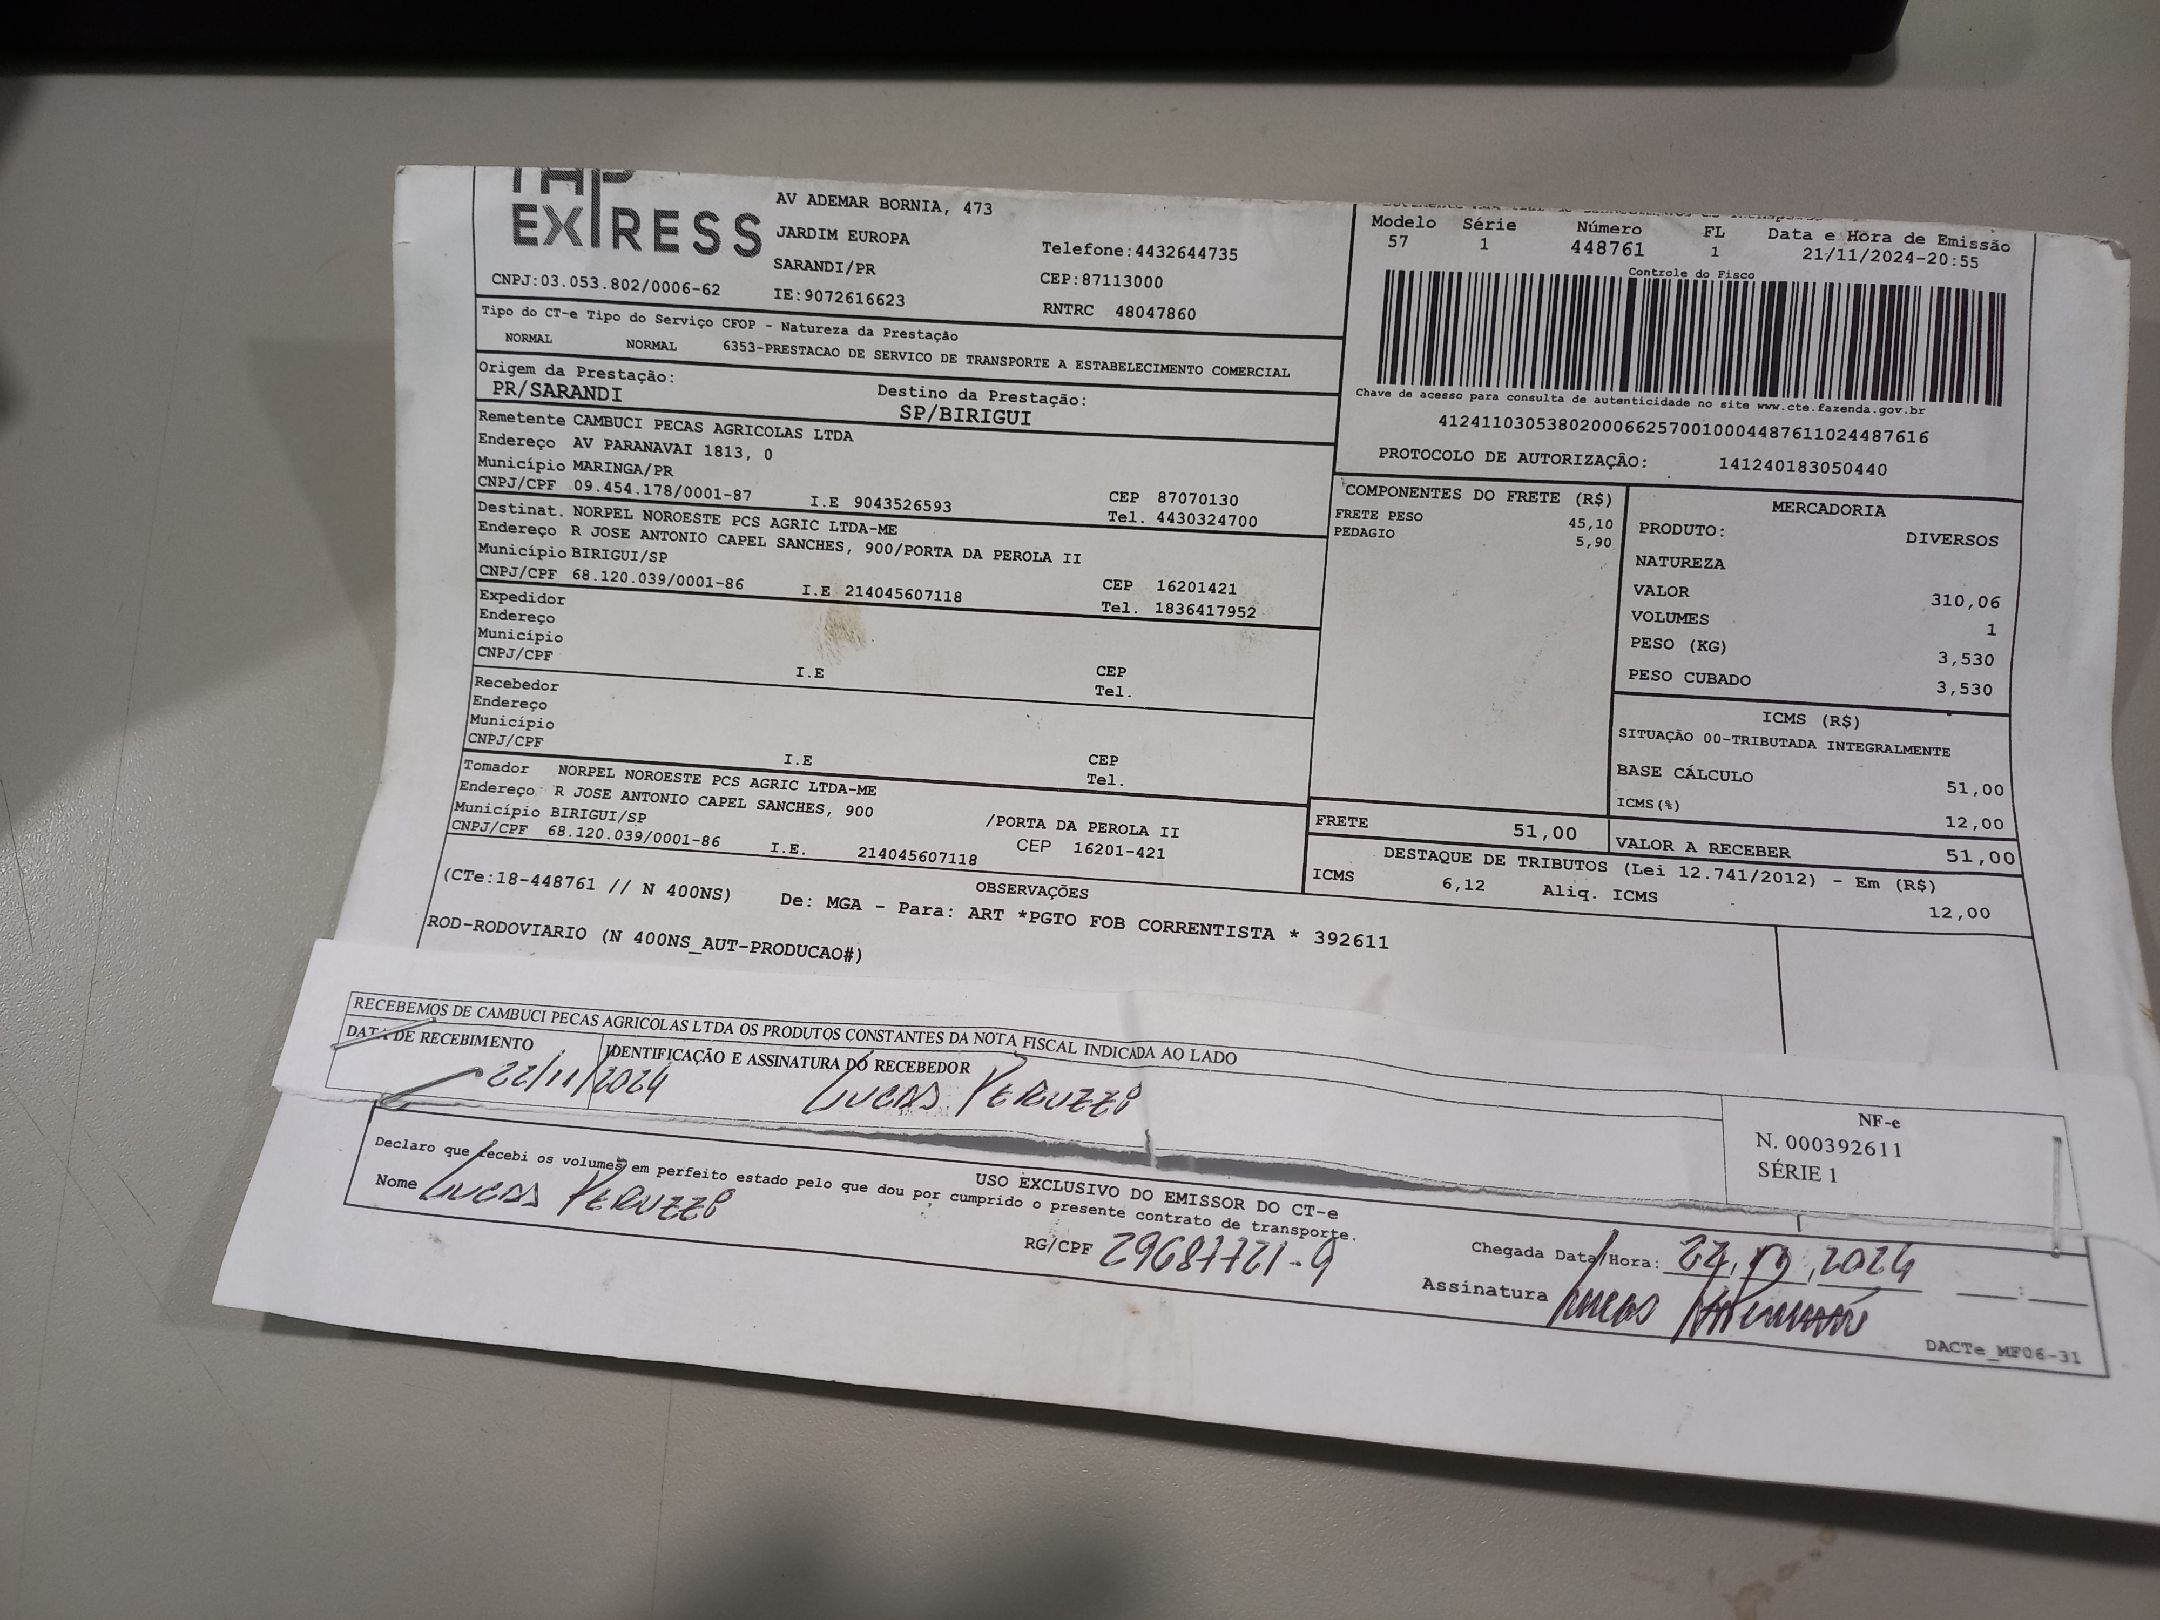 EXPRESS
AV ADEMAR BORNIA, 473
JARDIM EUROPA
SARANDI/PR
IE:9072616623
Telefone:4432644735
CEP:87113000
RNTRC 48047860
CNPJ:03.053.802/0006-62
Modelo Série Número FL Data e Hora de Emissão
57 1 448761 1 21/11/2024-20:55
Controle do Fisco
Chave de acesso para consulta de autenticidade no site www.cte.fazenda.gov.br
41241103053802000662570010004487611024487616
PROTOCOLO DE AUTORIZAÇÃO: 141240183050440
Tipo do CT-e Tipo do Serviço CFOP - Natureza da Prestação
NORMAL NORMAL 6353-PRESTACAO DE SERVICO DE TRANSPORTE A ESTABELECIMENTO COMERCIAL
Origem da Prestação: Destino da Prestação:
PR/SARANDI SP/BIRIGUI
Remetente CAMBUCI PECAS AGRICOLAS LTDA
Endereço AV PARANAVAI 1813, 0
Município MARINGA/PR CEP 87070130
CNPJ/CPF 09.454.178/0001-87 I.E 9043526593 Tel. 4430324700
Destinat. NORPEL NOROESTE PCS AGRIC LTDA-ME
Endereço R JOSE ANTONIO CAPEL SANCHES, 900/PORTA DA PEROLA II
Município BIRIGUI/SP CEP 16201421
CNPJ/CPF 68.120.039/0001-86 I.E 214045607118 Tel. 1836417952
Expedidor
Endereço
Município CEP
CNPJ/CPF I.E Tel.
Recebedor
Endereço
Município CEP
CNPJ/CPF I.E Tel.
Tomador NORPEL NOROESTE PCS AGRIC LTDA-ME
Endereço R JOSE ANTONIO CAPEL SANCHES, 900 /PORTA DA PEROLA II
Município BIRIGUI/SP CEP 16201-421
CNPJ/CPF 68.120.039/0001-86 I.E. 214045607118
COMPONENTES DO FRETE (R$)
FRETE PESO 45,10
PEDAGIO 5,90
MERCADORIA
PRODUTO: DIVERSOS
NATUREZA
VALOR 310,06
VOLUMES 1
PESO (KG) 3,530
PESO CUBADO 3,530
ICMS (R$)
SITUAÇÃO 00-TRIBUTADA INTEGRALMENTE
BASE CÁLCULO 51,00
ICMS(%) 12,00
FRETE 51,00 VALOR A RECEBER 51,00
DESTAQUE DE TRIBUTOS (Lei 12.741/2012) - Em (R$)
ICMS 6,12 Aliq. ICMS 12,00
OBSERVAÇÕES
(CTe:18-448761 // N 400NS) De: MGA - Para: ART *PGTO FOB CORRENTISTA * 392611
ROD-RODOVIARIO (N 400NS_AUT-PRODUCAO#)
RECEBEMOS DE CAMBUCI PECAS AGRICOLAS LTDA OS PRODUTOS CONSTANTES DA NOTA FISCAL INDICADA AO LADO
DATA DE RECEBIMENTO IDENTIFICAÇÃO E ASSINATURA DO RECEBEDOR
22/11/2024 Lucas Peruzzo
NF-e
N. 000392611
SÉRIE 1
USO EXCLUSIVO DO EMISSOR DO CT-e
Declaro que recebi os volumes em perfeito estado pelo que dou por cumprido o presente contrato de transporte.
Nome Lucas Peruzzo RG/CPF 29687721-9
Chegada Data/Hora: 2024
Assinatura Lucas
DACTe_MF06-31